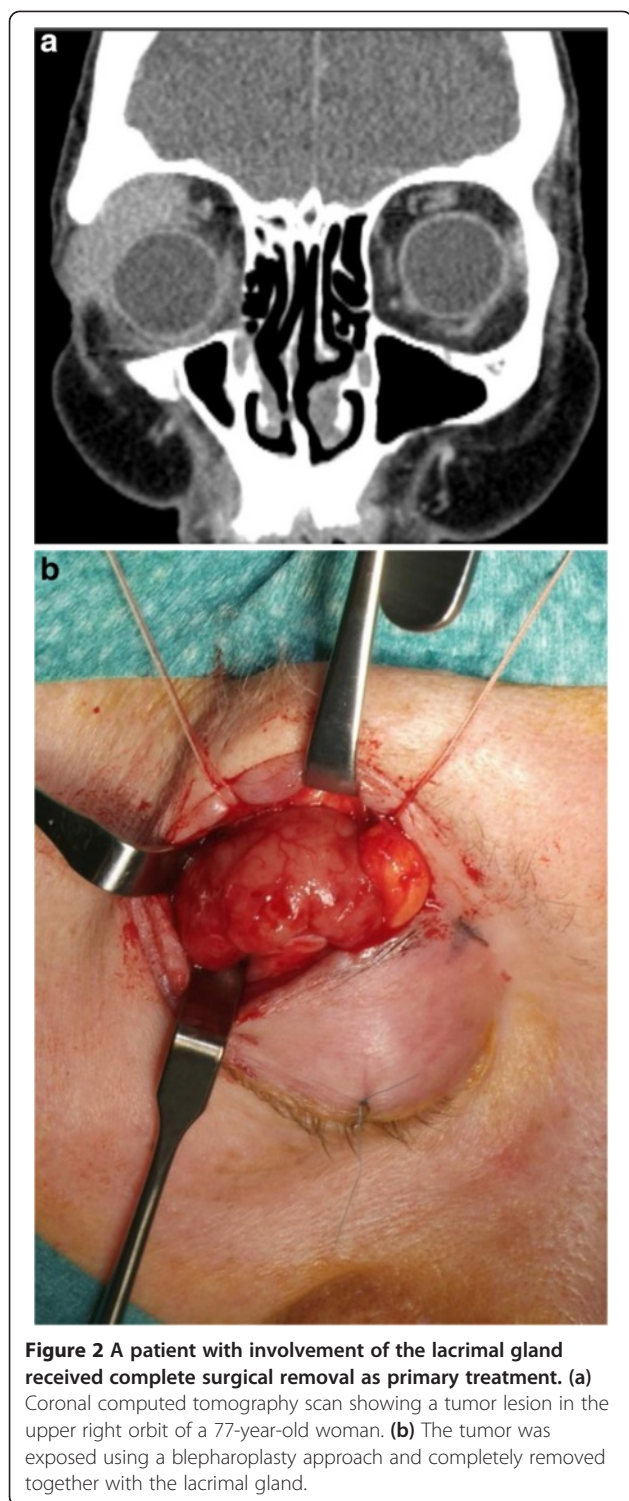 a
b
Figure 2 A patient with involvement of the lacrimal gland
received complete surgical removal as primary treatment. (a)
Coronal computed tomography scan showing a tumor lesion in the
upper right orbit of a 77-year-old woman. (b) The tumor was
exposed using a blepharoplasty approach and completely removed
together with the lacrimal gland.